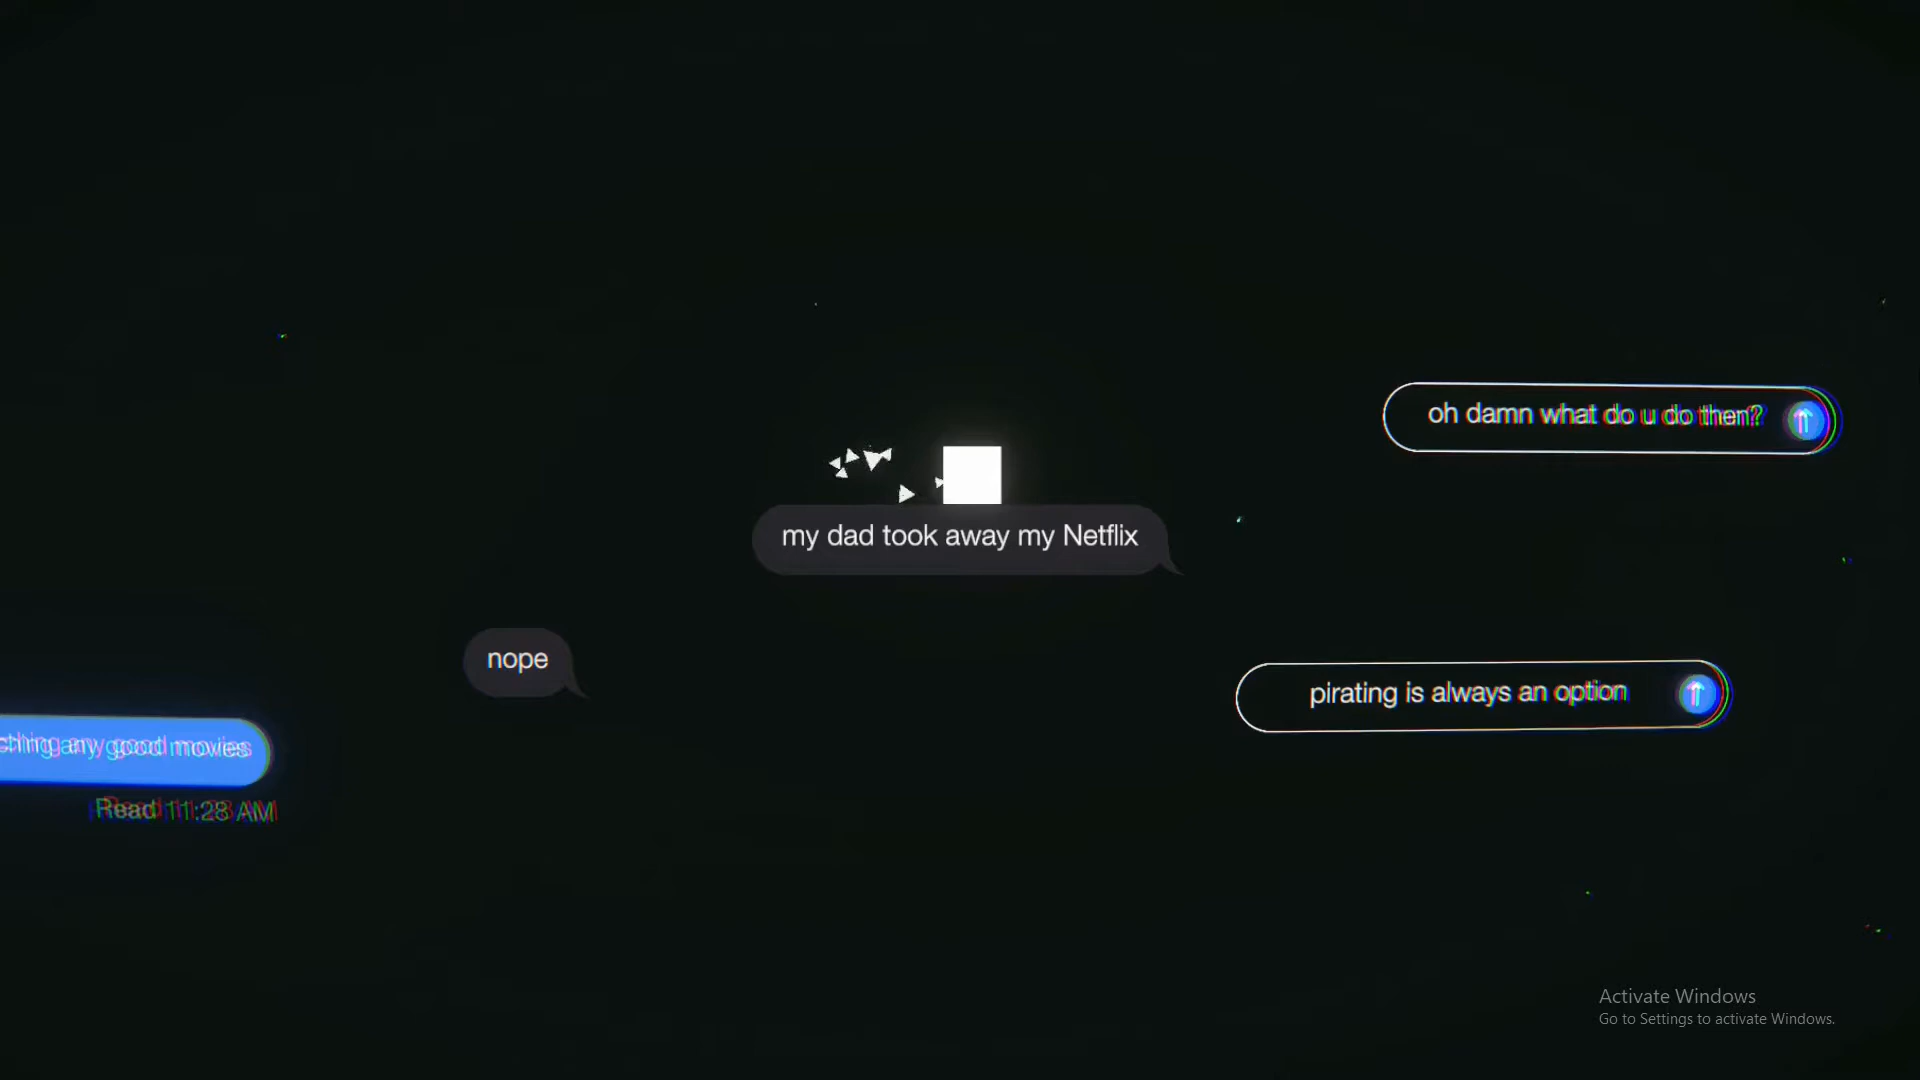 oh damn what do u do then?
my dad took away my Netflix
nope
pirating is always an option
any good movies
Read 11:28 AM
Activate Windows
Go to Settings to activate Windows.